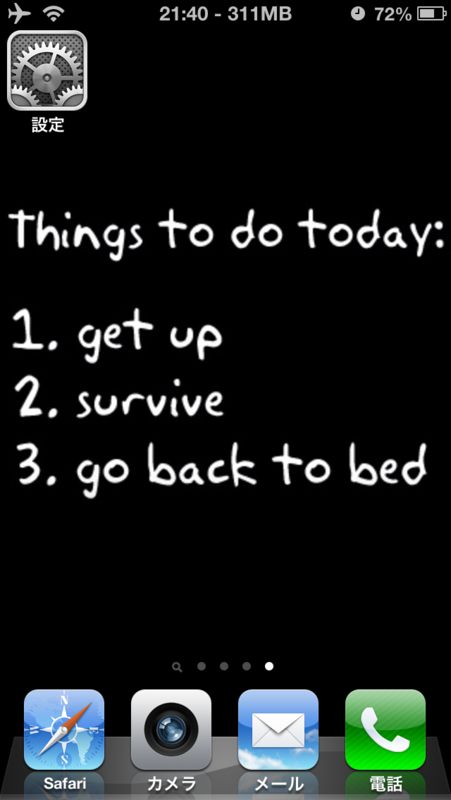 21:40 - 311MB
72%
設定
Things to do today:
1. get up
2. survive
3. go back to bed
Safari
カメラ
メール
電話